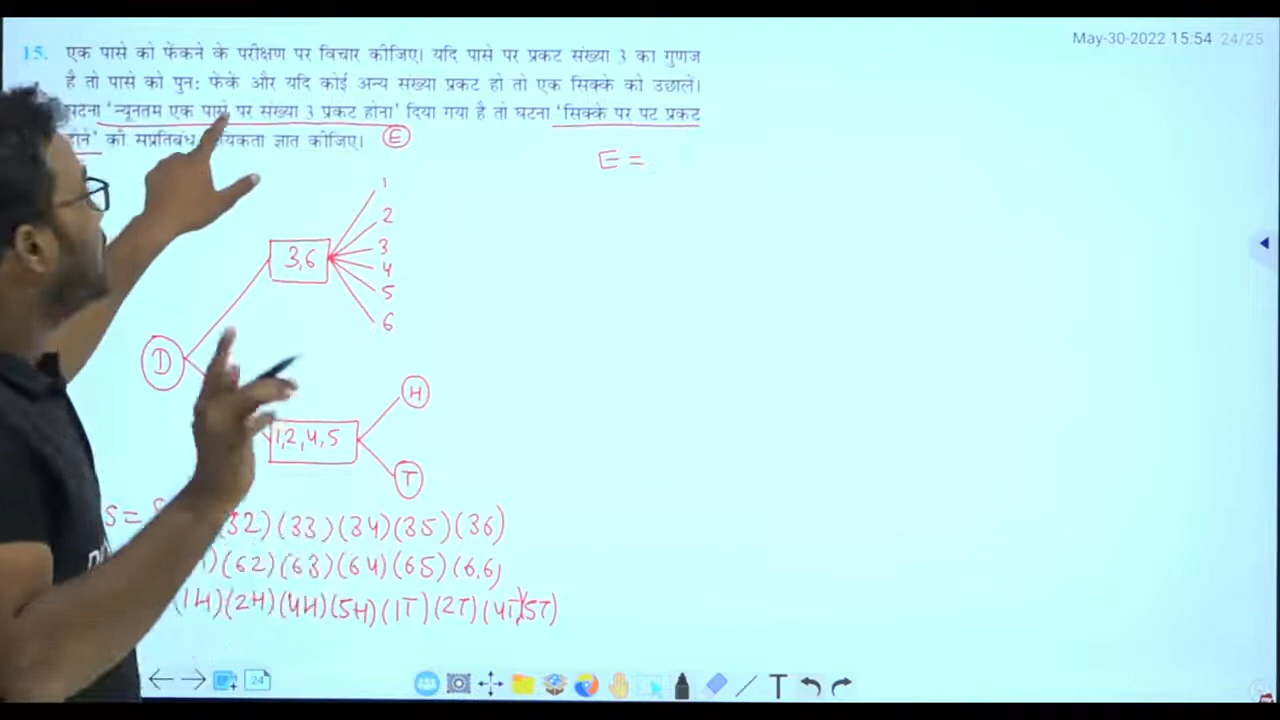 May-30-2022 15:54 24/25
15. एक पासे को फेंकने के परीक्षण पर विचार कीजिए। यदि पासे पर प्रकट संख्या 3 का गुणज
है तो पासे को पुनः फेंकें और यदि कोई अन्य संख्या प्रकट हो तो एक सिक्के को उछालें।
घटना 'न्यूनतम एक पासे पर संख्या 3 प्रकट होना' दिया गया है तो घटना 'सिक्के पर पट प्रकट
होने' की सप्रतिबंध ज्ञात कीजिए। E
E =
1
2
3,6 3
4
5
6
D
H
1,2,4,5
T
S = 32) (33) (34) (35) (36)
(62) (63) (64) (65) (6,6)
(1H) (2H) (4H) (5H) (1T) (2T) (4T) (5T)
24 T